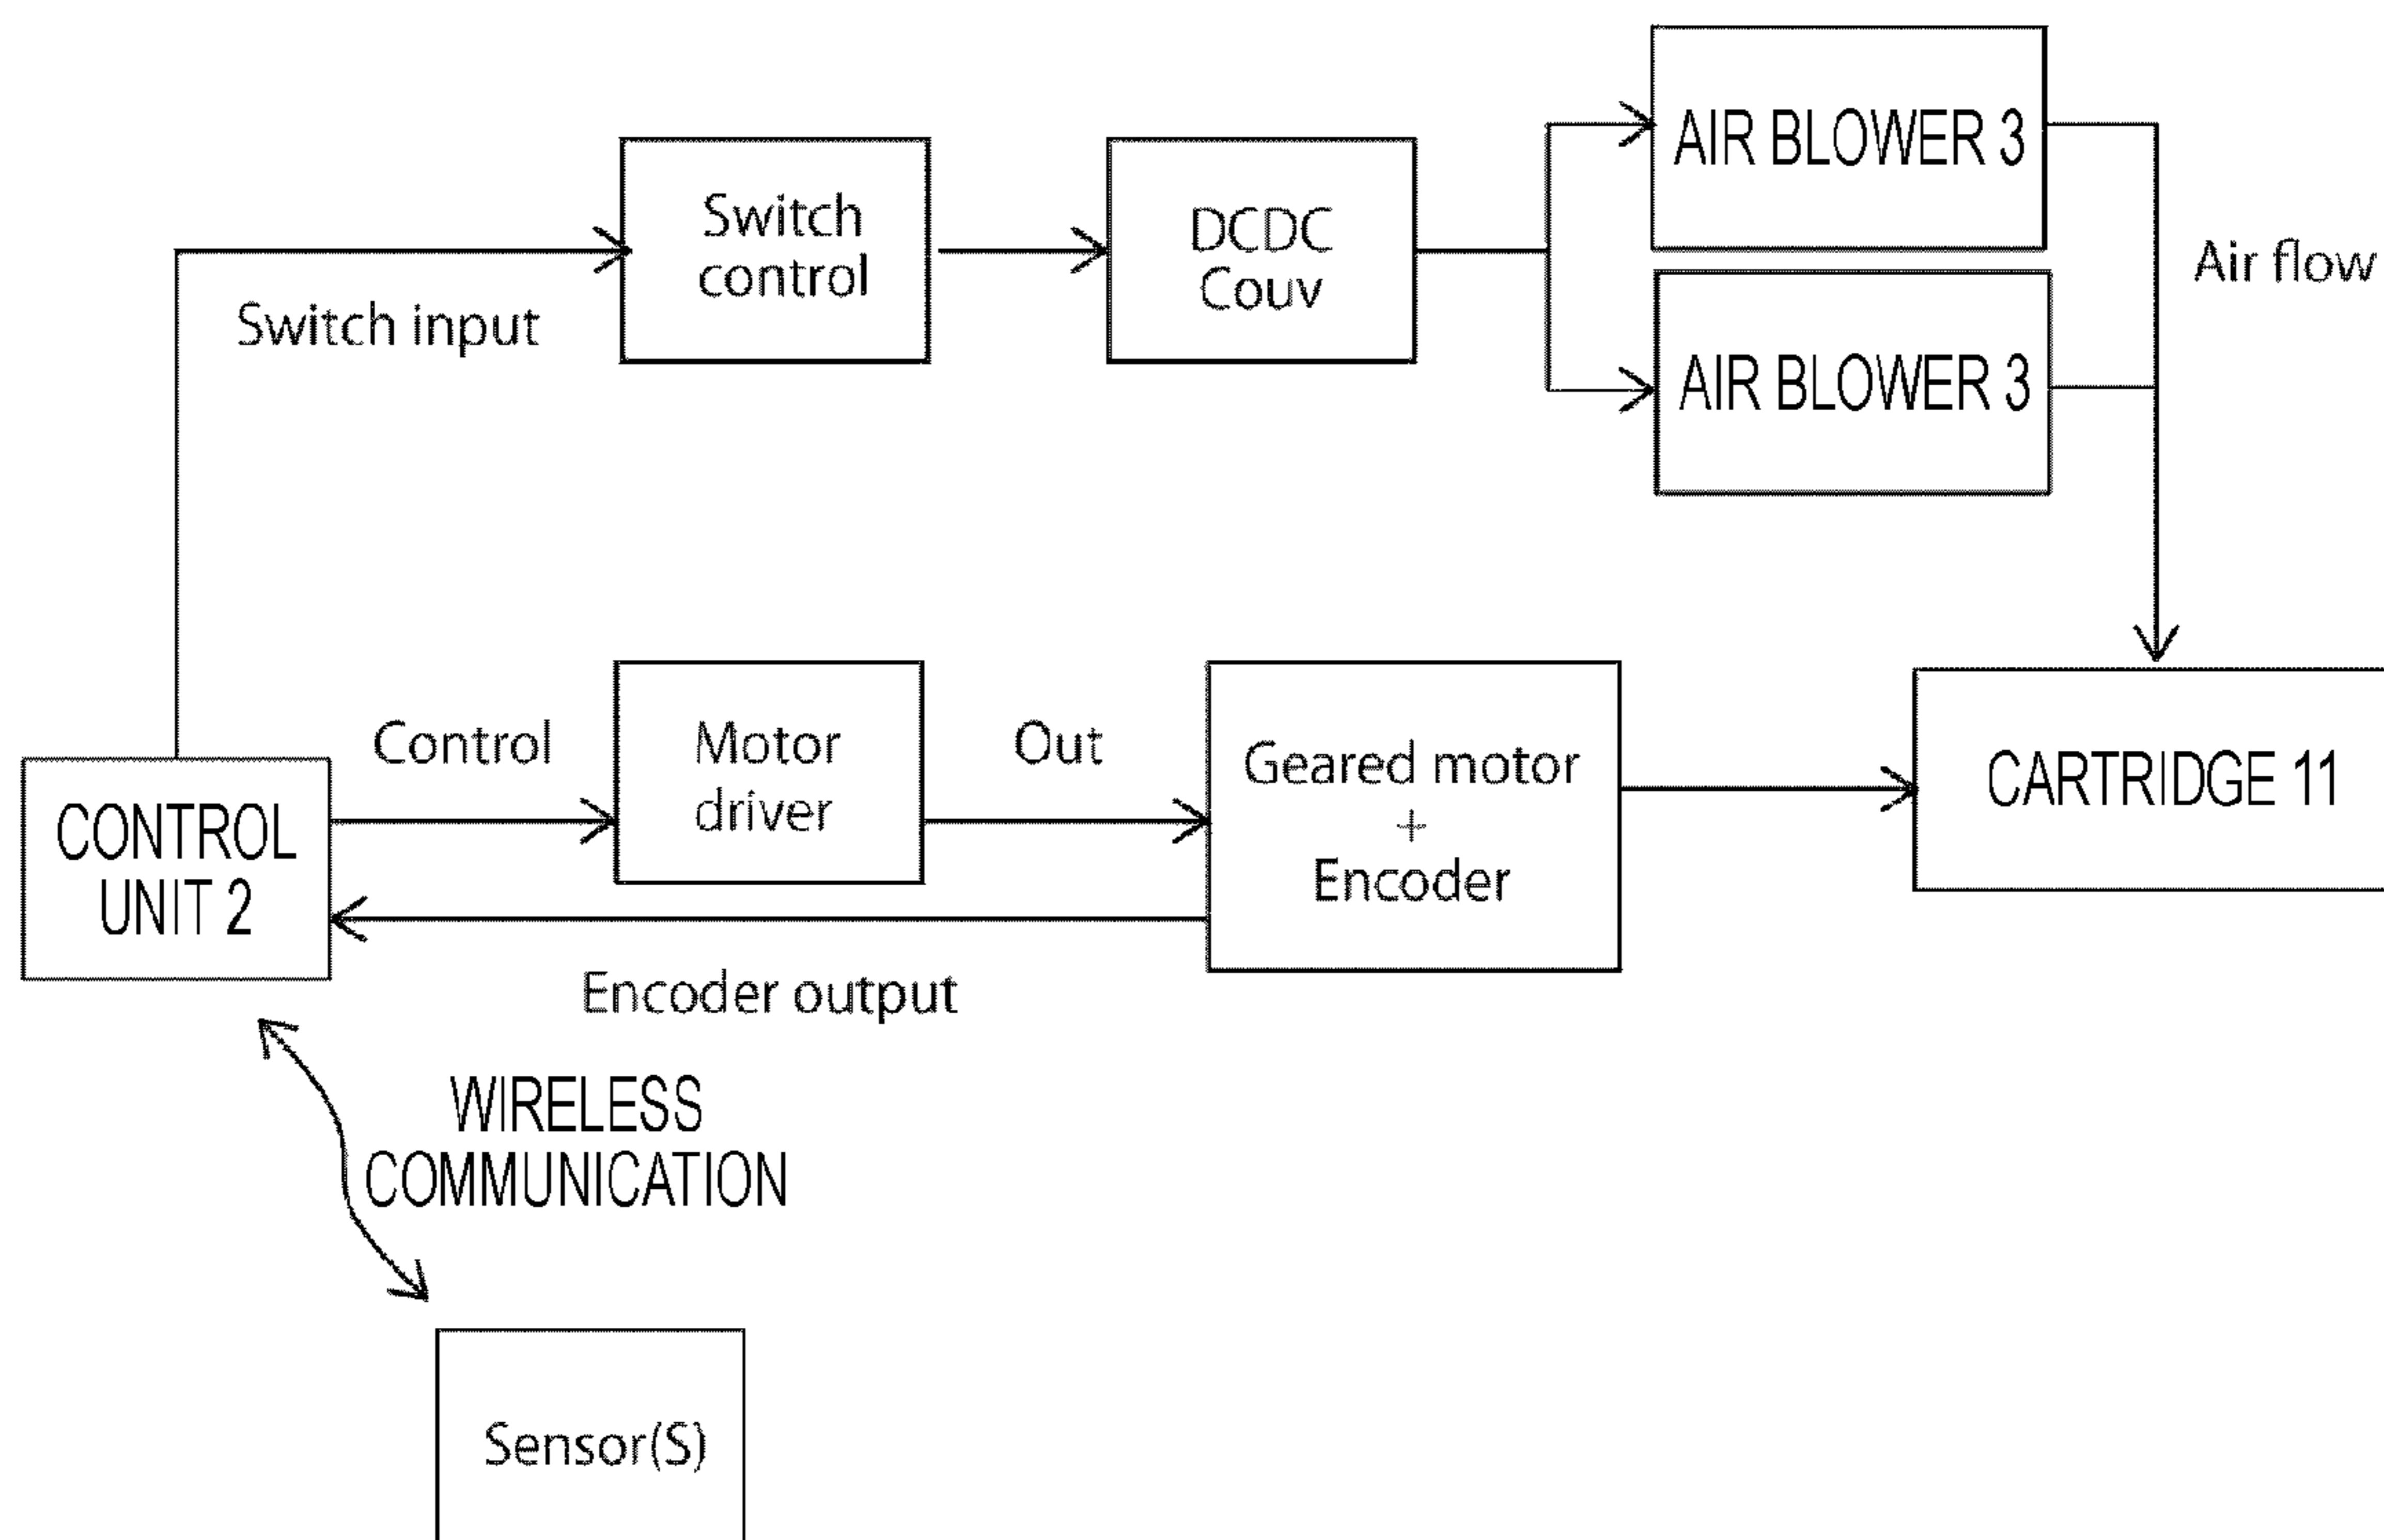 AIR BLOWER 3
Switch
control
DCDC
Couv
Air flow
Switch input
AIR BLOWER 3
Control
Motor
driver
Out
Geared motor
+
Encoder
CARTRIDGE 11
CONTROL
UNIT 2
Encoder output
WIRELESS
COMMUNICATION
Sensor(S)